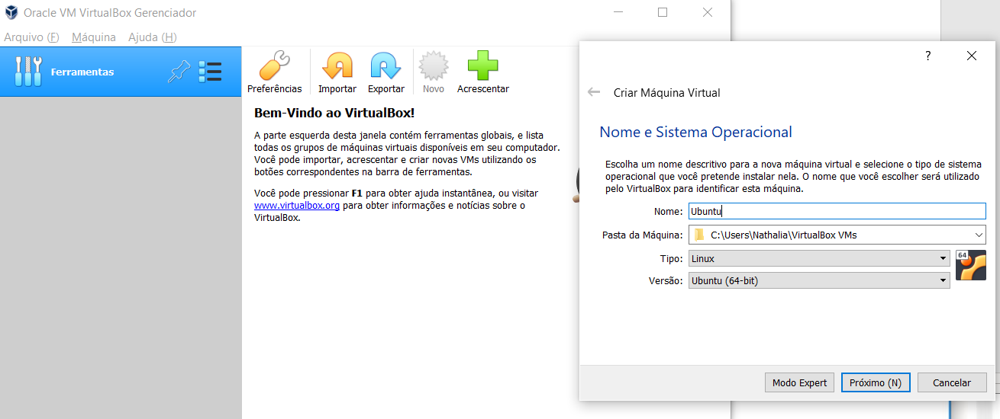 Oracle VM VirtualBox Gerenciador
Arquivo (F) Máquina Ajuda (H)
Ferramentas
Preferências Importar Exportar Novo Acrescentar
Bem-Vindo ao VirtualBox!
A parte esquerda desta janela contém ferramentas globais, e lista
todas os grupos de máquinas virtuais disponíveis em seu computador.
Você pode importar, acrescentar e criar novas VMs utilizando os
botões correspondentes na barra de ferramentas.
Você pode pressionar F1 para obter ajuda instantânea, ou visitar
www.virtualbox.org para obter informações e notícias sobre o
VirtualBox.
?
Criar Máquina Virtual
Nome e Sistema Operacional
Escolha um nome descritivo para a nova máquina virtual e selecione o tipo de sistema
operacional que você pretende instalar nela. O nome que você escolher será utilizado
pelo VirtualBox para identificar esta máquina.
Nome: Ubuntu
Pasta da Máquina: C:\Users\Nathalia\VirtualBox VMs
Tipo: Linux
64
Versão: Ubuntu (64-bit)
Modo Expert Próximo (N) Cancelar